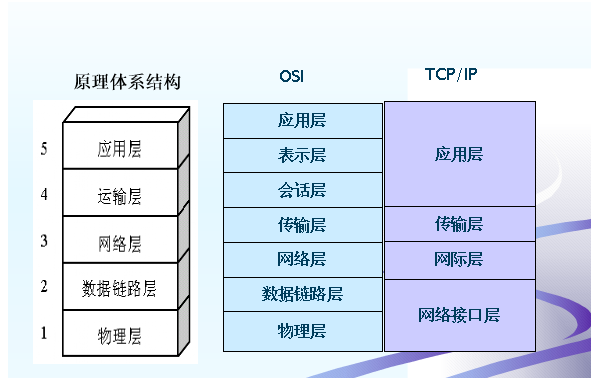 原理体系结构
5 应用层
4 运输层
3 网络层
2 数据链路层
1 物理层
OSI
应用层
表示层
会话层
传输层
网络层
数据链路层
物理层
TCP/IP
应用层
传输层
网际层
网络接口层